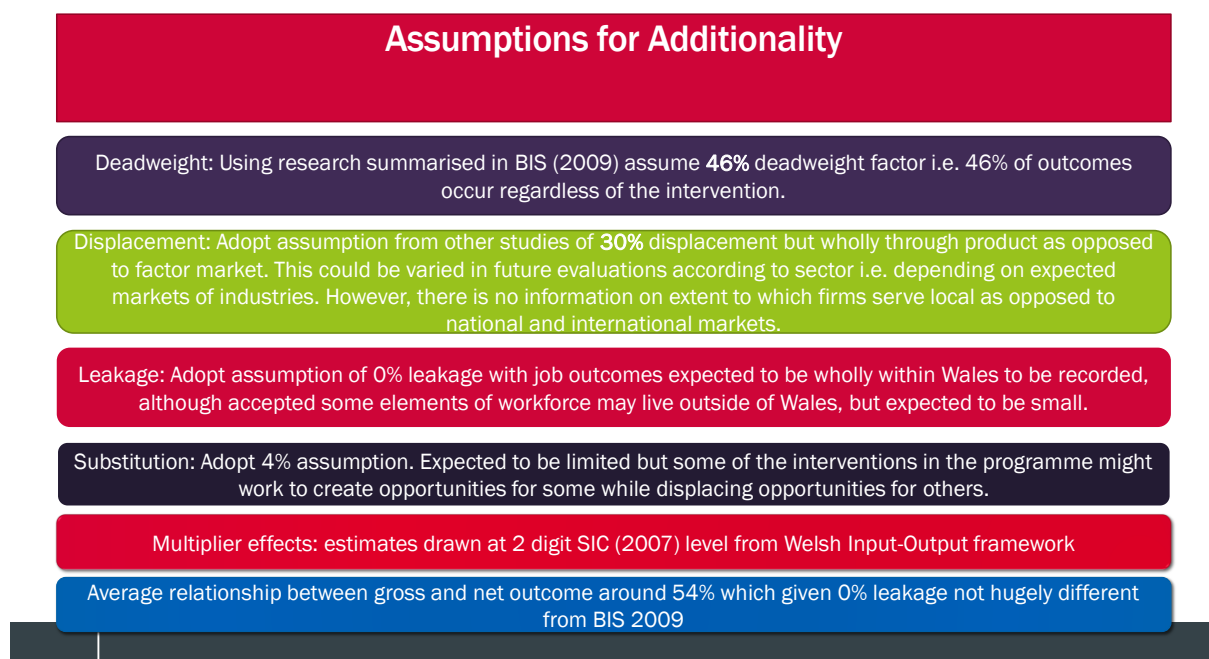 Assumptions for Additionality
Deadweight: Using research summarised in BIS (2009) assume 46% deadweight factor i.e. 46% of outcomes
occur regardless of the intervention.
Displacement: Adopt assumption from other studies of 30% displacement but wholly through product as opposed
to factor market. This could be varied in future evaluations according to sector i.e. depending on expected
markets of industries. However, there is no information on extent to which firms serve local as opposed to
national and international markets.
Leakage: Adopt assumption of 0% leakage with job outcomes expected to be wholly within Wales to be recorded,
although accepted some elements of workforce may live outside of Wales, but expected to be small.
Substitution: Adopt 4% assumption. Expected to be limited but some of the interventions in the programme might
work to create opportunities for some while displacing opportunities for others.
Multiplier effects: estimates drawn at 2 digit SIC (2007) level from Welsh Input-Output framework
Average relationship between gross and net outcome around 54% which given 0% leakage not hugely different
from BIS 2009